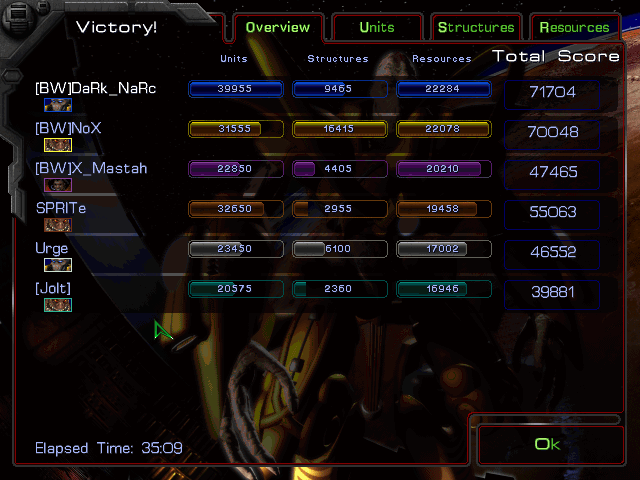 Victory! Overview Units Structures Resources
Units Structures Resources Total Score
[BW]DaRk_NaRc 39955 9465 22284 71704
[BW]NoX 31555 16415 22078 70048
[BW]X_Mastah 22850 4405 20210 47465
SPRITe 32650 2955 19458 55063
Urge 23450 6100 17002 46552
[Jolt] 20575 2360 16946 39881
Elapsed Time: 35:09 Ok